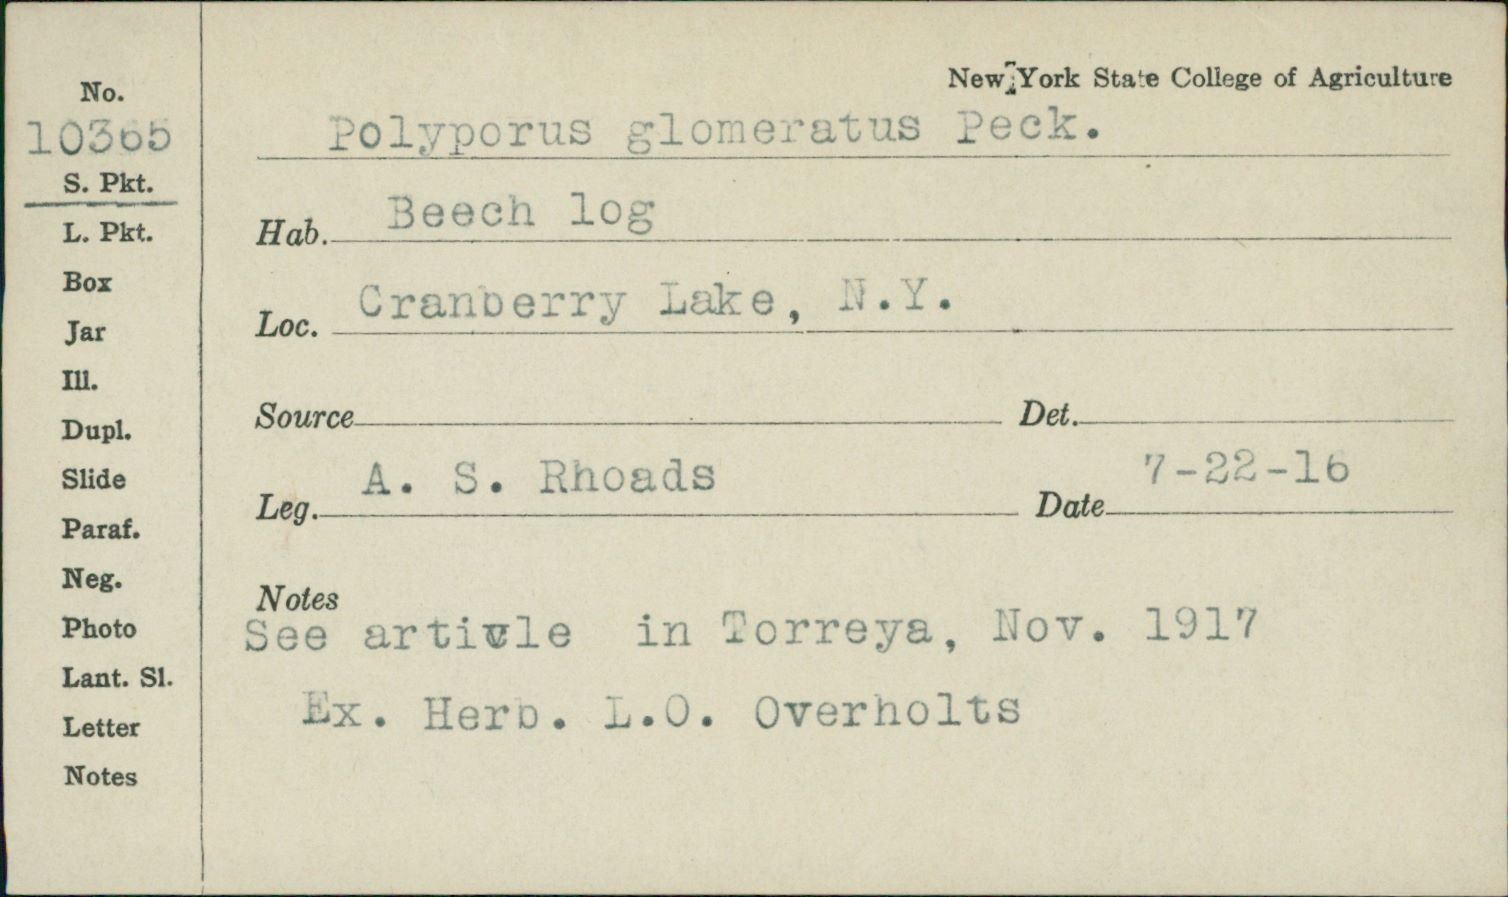 New York State College of Agriculture
No.
10365
S. Pkt.
L. Pkt.
Box
Jar
Ill.
Dupl.
Slide
Paraf.
Neg.
Photo
Lant. Sl.
Letter
Notes
Polyporus glomeratus Peck.
Hab. Beech log
Loc. Cranberry Lake, N.Y.
Source Det.
Leg. A. S. Rhoads Date 7-22-16
Notes
See article in Torreya, Nov. 1917
Ex. Herb. L.O. Overholts